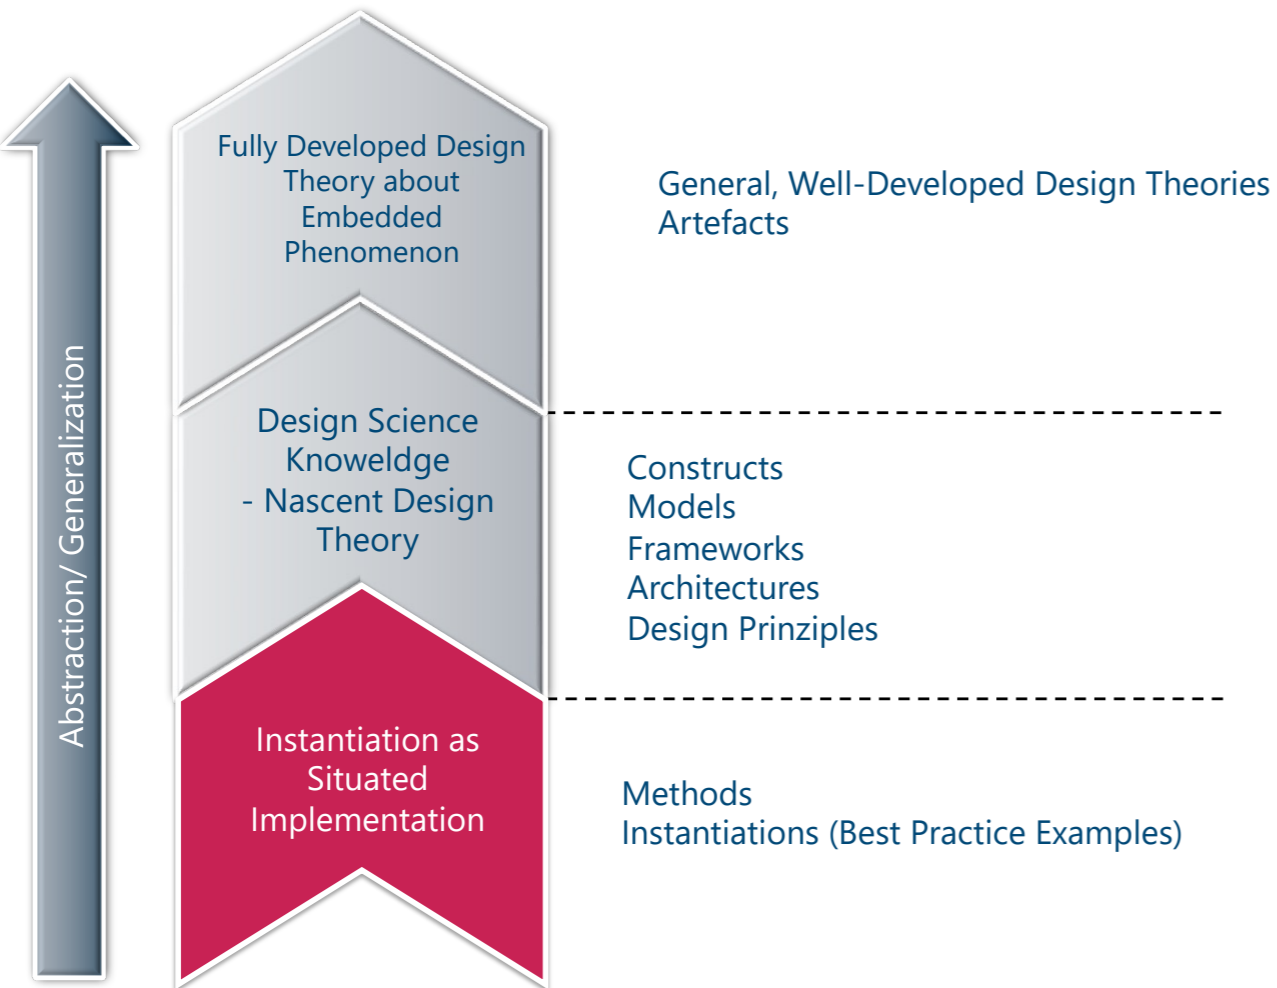 Abstraction/ Generalization
Fully Developed Design
Theory about
Embedded
Phenomenon
General, Well-Developed Design Theories
Artefacts
Design Science
Knoweldge
- Nascent Design
Theory
Constructs
Models
Frameworks
Architectures
Design Prinziples
Instantiation as
Situated
Implementation
Methods
Instantiations (Best Practice Examples)